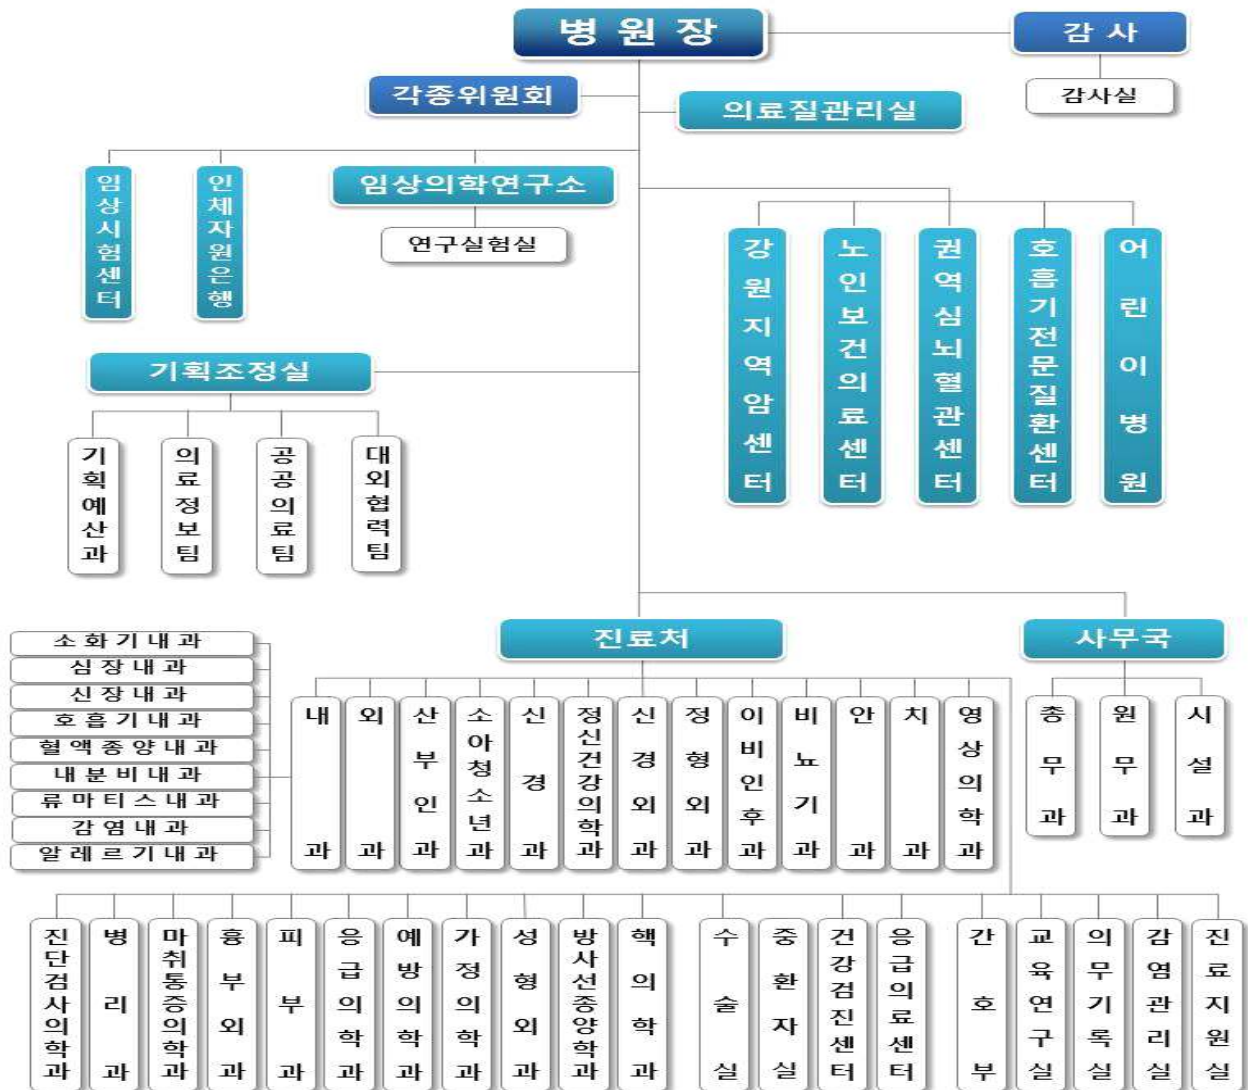 병원장
감사
각종위원회
감사실
의료질관리실
임상시험센터
인체자원은행
임상의학연구소
연구실험실
강원지역암센터
노인보건의료센터
권역심뇌혈관센터
호흡기전문질환센터
어린이병원
기획조정실
기획예산과
의료정보팀
공공의료팀
대외협력팀
진료처
사무국
소화기내과
심장내과
신장내과
호흡기내과
혈액종양내과
내분비내과
류마티스내과
감염내과
알레르기내과
내과
외과
산부인과
소아청소년과
신경과
정신건강의학과
신경외과
정형외과
이비인후과
비뇨기과
안과
치과
영상의학과
총무과
원무과
시설과
진단검사의학과
병리과
마취통증의학과
흉부외과
피부과
응급의학과
예방의학과
가정의학과
성형외과
방사선종양학과
핵의학과
수술실
중환자실
건강검진센터
응급의료센터
간호부
교육연구실
의무기록실
감염관리실
진료지원실